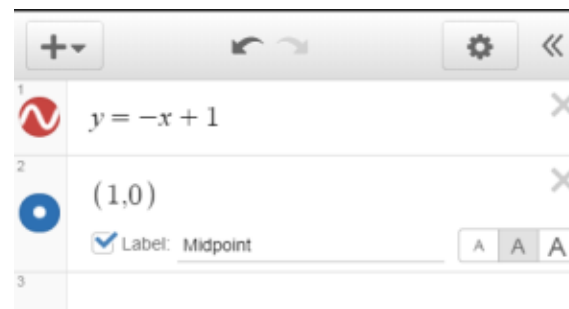 1
y = −x + 1
2
(1,0)
Label: Midpoint
A A A
3